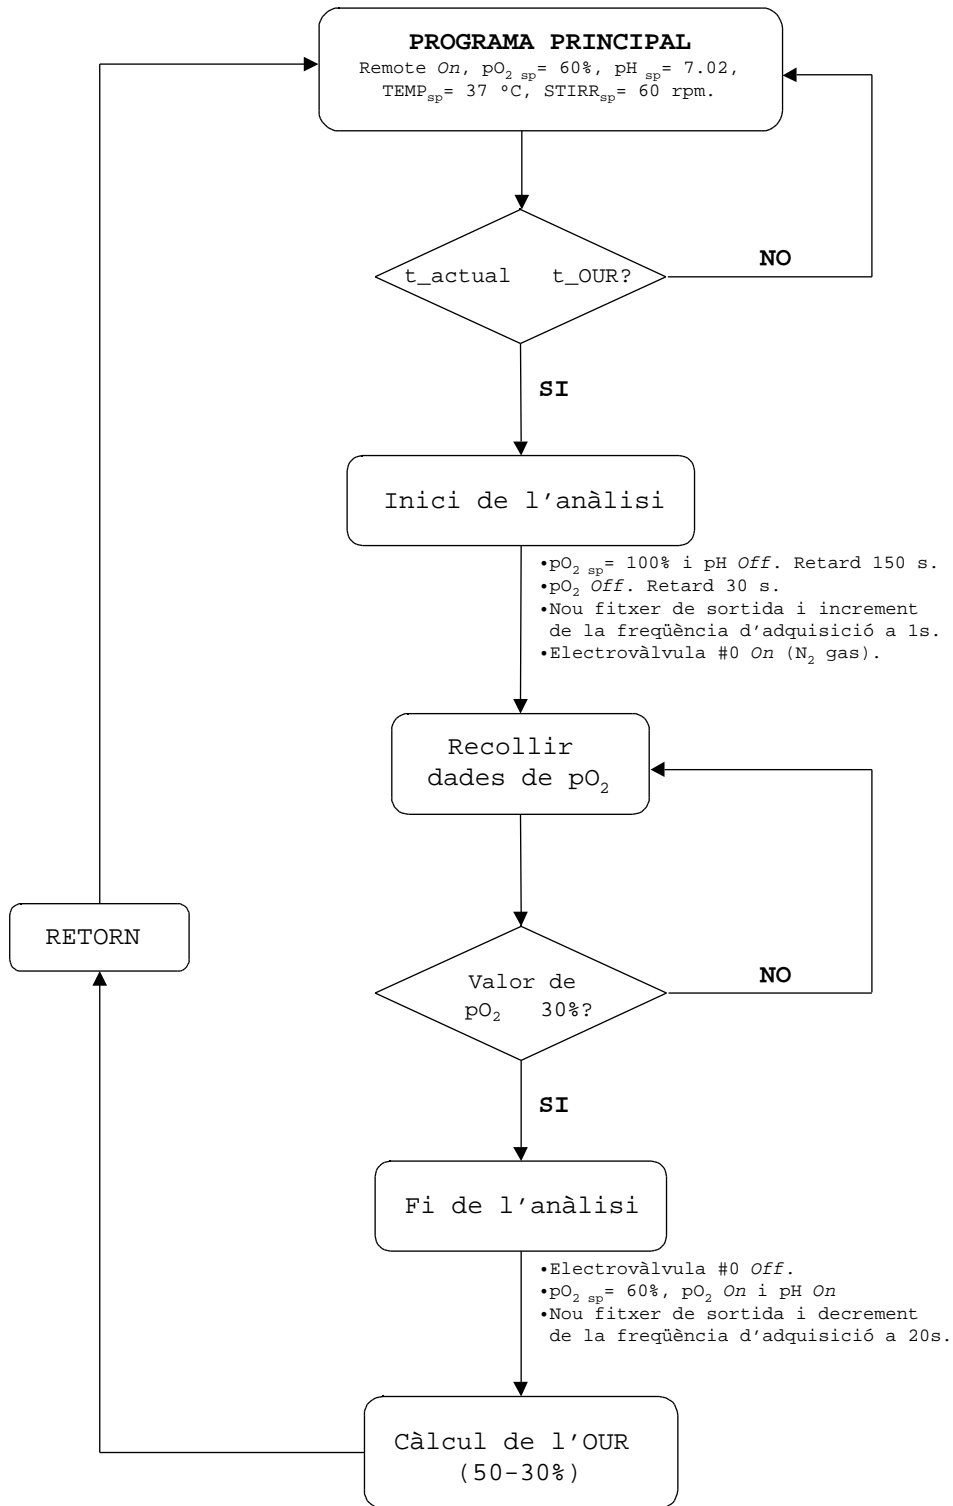 PROGRAMA PRINCIPAL
Remote On, pO2 sp= 60%, pH sp= 7.02,
TEMPsp= 37 ºC, STIRRsp= 60 rpm.
t_actual t_OUR?
NO
SI
Inici de l'anàlisi
•pO2 sp= 100% i pH Off. Retard 150 s.
•pO2 Off. Retard 30 s.
•Nou fitxer de sortida i increment
de la freqüència d'adquisició a 1s.
•Electrovàlvula #0 On (N2 gas).
Recollir
dades de pO2
RETORN
Valor de
pO2 30%?
NO
SI
Fi de l'anàlisi
•Electrovàlvula #0 Off.
•pO2 sp= 60%, pO2 On i pH On
•Nou fitxer de sortida i decrement
de la freqüència d'adquisició a 20s.
Càlcul de l'OUR
(50-30%)